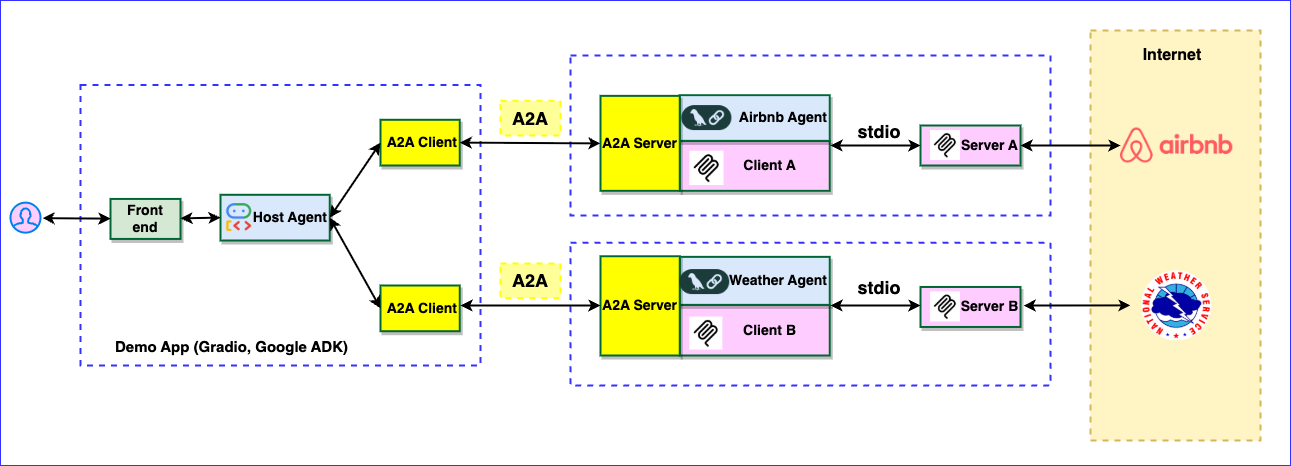 Internet
A2A
A2A Client
A2A Server
Airbnb Agent
Client A
stdio
Server A
airbnb
Front
end
Host Agent
A2A
A2A Client
A2A Server
Weather Agent
Client B
stdio
Server B
NATIONAL WEATHER SERVICE
Demo App (Gradio, Google ADK)